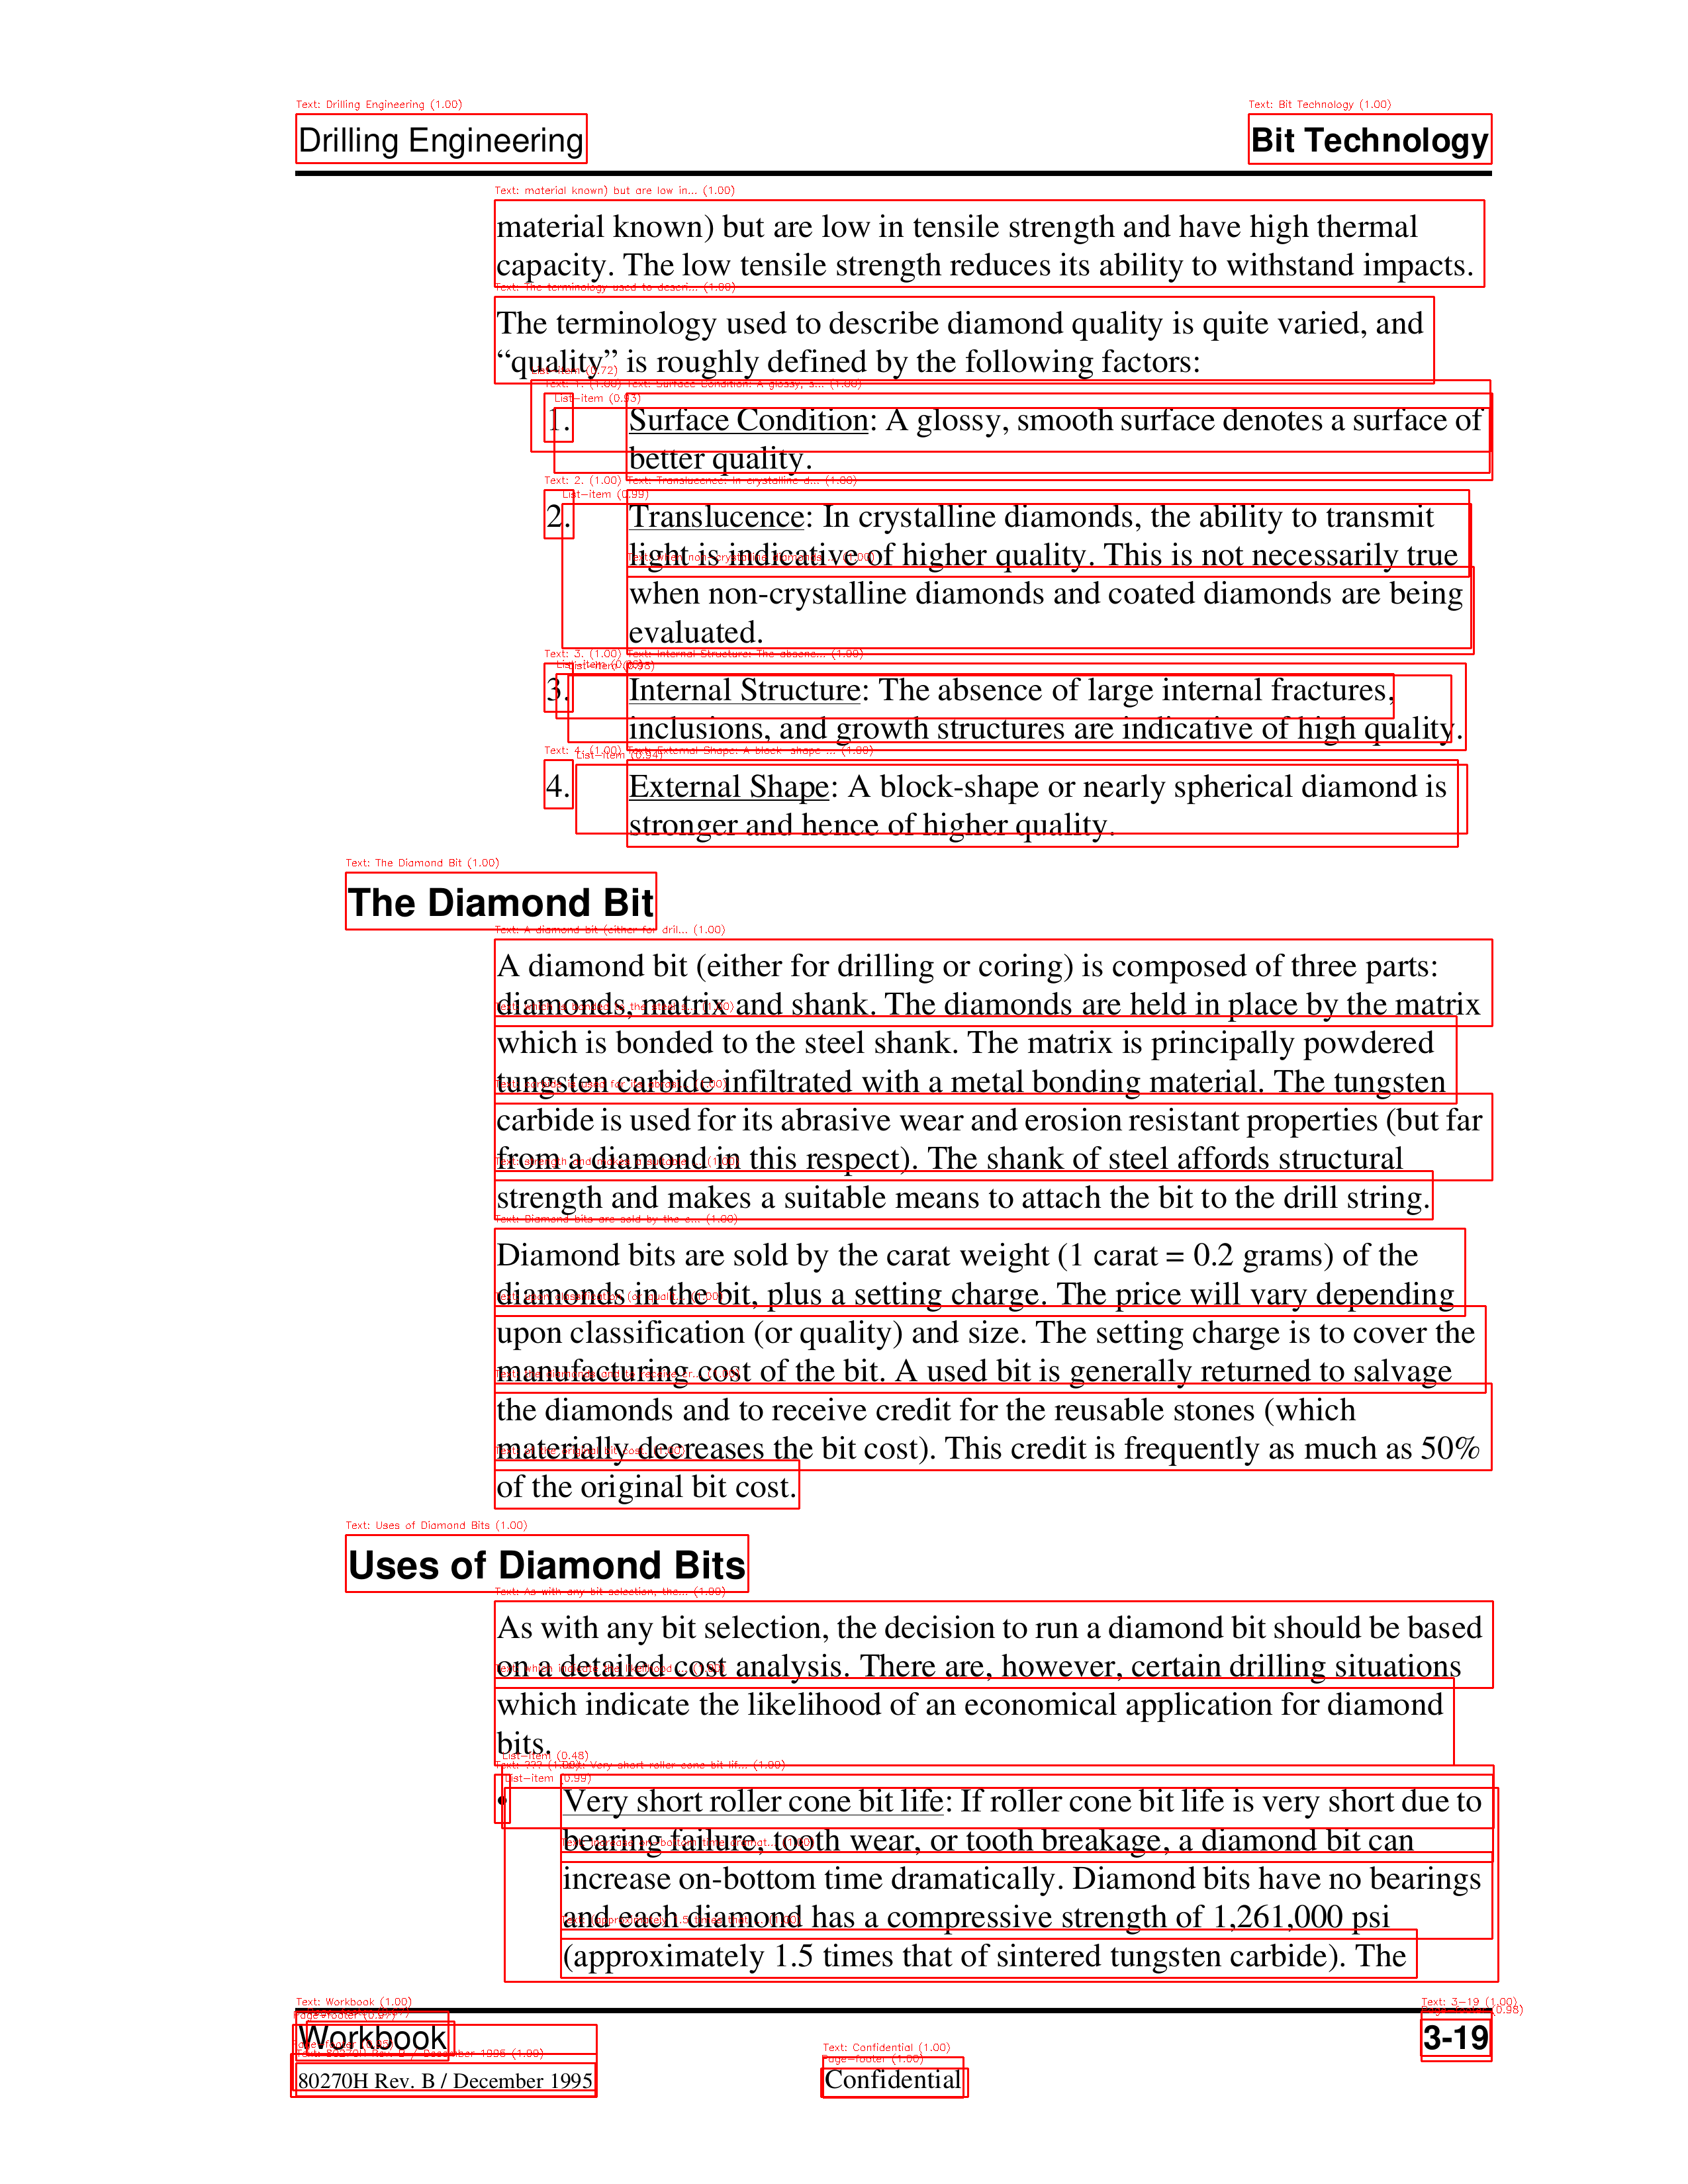 Drilling Engineering
Bit Technology
material known) but are low in tensile strength and have high thermal
capacity. The low tensile strength reduces its ability to withstand impacts.
The terminology used to describe diamond quality is quite varied, and
“quality” is roughly defined by the following factors:
1. Surface Condition: A glossy, smooth surface denotes a surface of
better quality.
2. Translucence: In crystalline diamonds, the ability to transmit
light is indicative of higher quality. This is not necessarily true
when non-crystalline diamonds and coated diamonds are being
evaluated.
3. Internal Structure: The absence of large internal fractures,
inclusions, and growth structures are indicative of high quality.
4. External Shape: A block-shape or nearly spherical diamond is
stronger and hence of higher quality.
The Diamond Bit
A diamond bit (either for drilling or coring) is composed of three parts:
diamonds, matrix and shank. The diamonds are held in place by the matrix
which is bonded to the steel shank. The matrix is principally powdered
tungsten carbide infiltrated with a metal bonding material. The tungsten
carbide is used for its abrasive wear and erosion resistant properties (but far
from a diamond in this respect). The shank of steel affords structural
strength and makes a suitable means to attach the bit to the drill string.
Diamond bits are sold by the carat weight (1 carat = 0.2 grams) of the
diamonds in the bit, plus a setting charge. The price will vary depending
upon classification (or quality) and size. The setting charge is to cover the
manufacturing cost of the bit. A used bit is generally returned to salvage
the diamonds and to receive credit for the reusable stones (which
materially decreases the bit cost). This credit is frequently as much as 50%
of the original bit cost.
Uses of Diamond Bits
As with any bit selection, the decision to run a diamond bit should be based
on a detailed cost analysis. There are, however, certain drilling situations
which indicate the likelihood of an economical application for diamond
bits.
• Very short roller cone bit life: If roller cone bit life is very short due to
bearing failure, tooth wear, or tooth breakage, a diamond bit can
increase on-bottom time dramatically. Diamond bits have no bearings
and each diamond has a compressive strength of 1,261,000 psi
(approximately 1.5 times that of sintered tungsten carbide). The
Workbook
3-19
80270H Rev. B / December 1995
Confidential